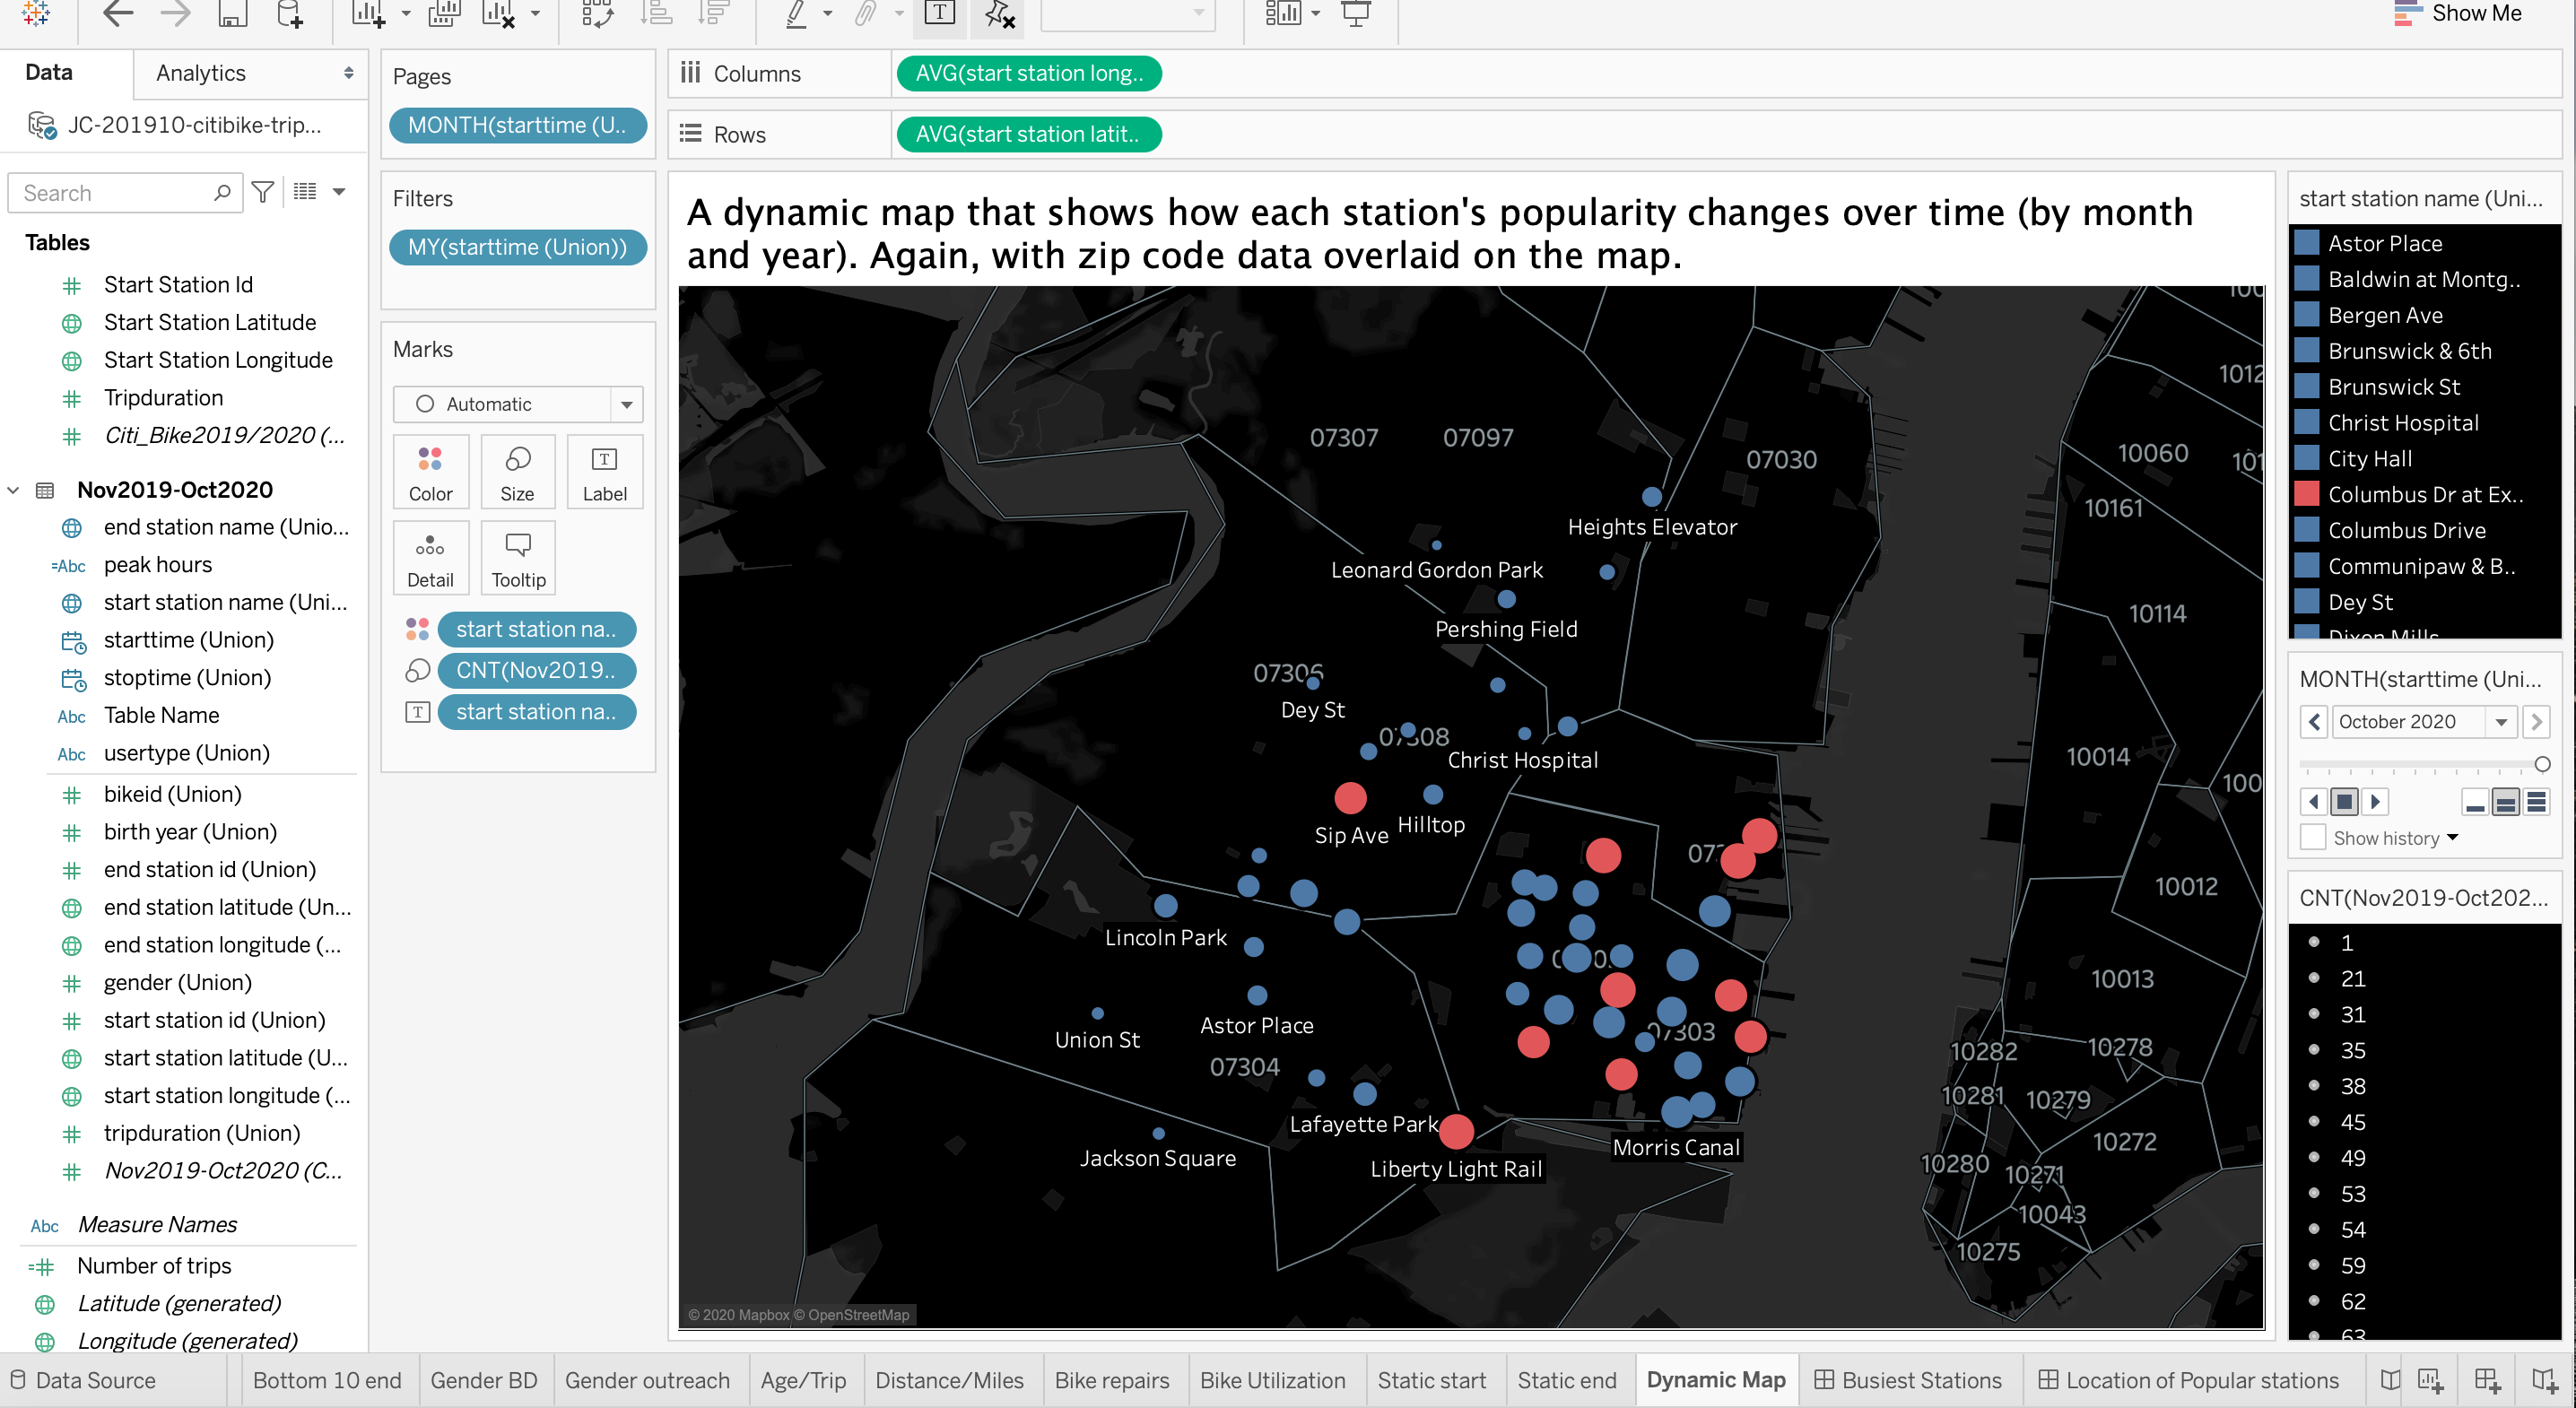 Show Me
Data
Analytics
JC-201910-citibike-trip...
Search
Tables
Start Station Id
Start Station Latitude
Start Station Longitude
Tripduration
Citi_Bike2019/2020 (...
Nov2019-Oct2020
end station name (Unio...
=Abc peak hours
start station name (Uni...
starttime (Union)
stoptime (Union)
Abc Table Name
Abc usertype (Union)
bikeid (Union)
birth year (Union)
end station id (Union)
end station latitude (Un...
end station longitude (...
gender (Union)
start station id (Union)
start station latitude (U...
start station longitude (...
tripduration (Union)
Nov2019-Oct2020 (C...
Abc Measure Names
Number of trips
Latitude (generated)
Longitude (generated)
Pages
MONTH(starttime (U..
Filters
MY(starttime (Union))
Marks
Automatic
Color
Size
Label
Detail
Tooltip
start station na..
CNT(Nov2019..
start station na..
Columns
AVG(start station long..
Rows
AVG(start station latit..
A dynamic map that shows how each station's popularity changes over time (by month
and year). Again, with zip code data overlaid on the map.
07307
07097
07030
10060
10161
10114
Heights Elevator
Leonard Gordon Park
Pershing Field
07306
Dey St
Christ Hospital
10014
Sip Ave
Hilltop
10012
Lincoln Park
10013
Astor Place
Union St
07303
07304
10282
10278
10281
10279
Lafayette Park
Jackson Square
Liberty Light Rail
Morris Canal
10272
10280
10271
10043
10275
© 2020 Mapbox © OpenStreetMap
start station name (Uni...
Astor Place
Baldwin at Montg..
Bergen Ave
Brunswick & 6th
Brunswick St
Christ Hospital
City Hall
Columbus Dr at Ex..
Columbus Drive
Communipaw & B..
Dey St
Dixon Mills
MONTH(starttime (Uni...
October 2020
Show history
CNT(Nov2019-Oct202...
1
21
31
35
38
45
49
53
54
59
62
63
Data Source
Bottom 10 end
Gender BD
Gender outreach
Age/Trip
Distance/Miles
Bike repairs
Bike Utilization
Static start
Static end
Dynamic Map
Busiest Stations
Location of Popular stations